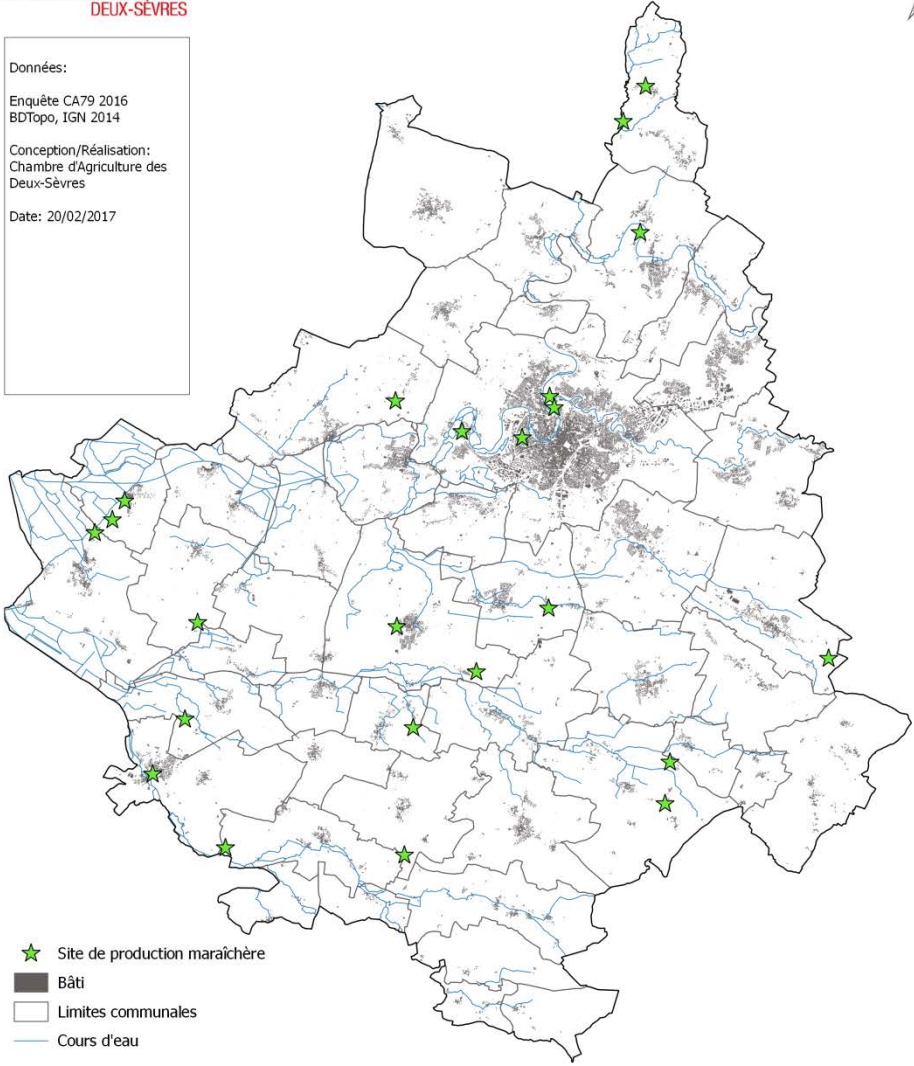 DEUX-SÈVRES
Données:
Enquête CA79 2016
BDTopo, IGN 2014
Conception/Réalisation:
Chambre d'Agriculture des
Deux-Sèvres
Date: 20/02/2017
Site de production maraîchère
Bâti
Limites communales
Cours d'eau